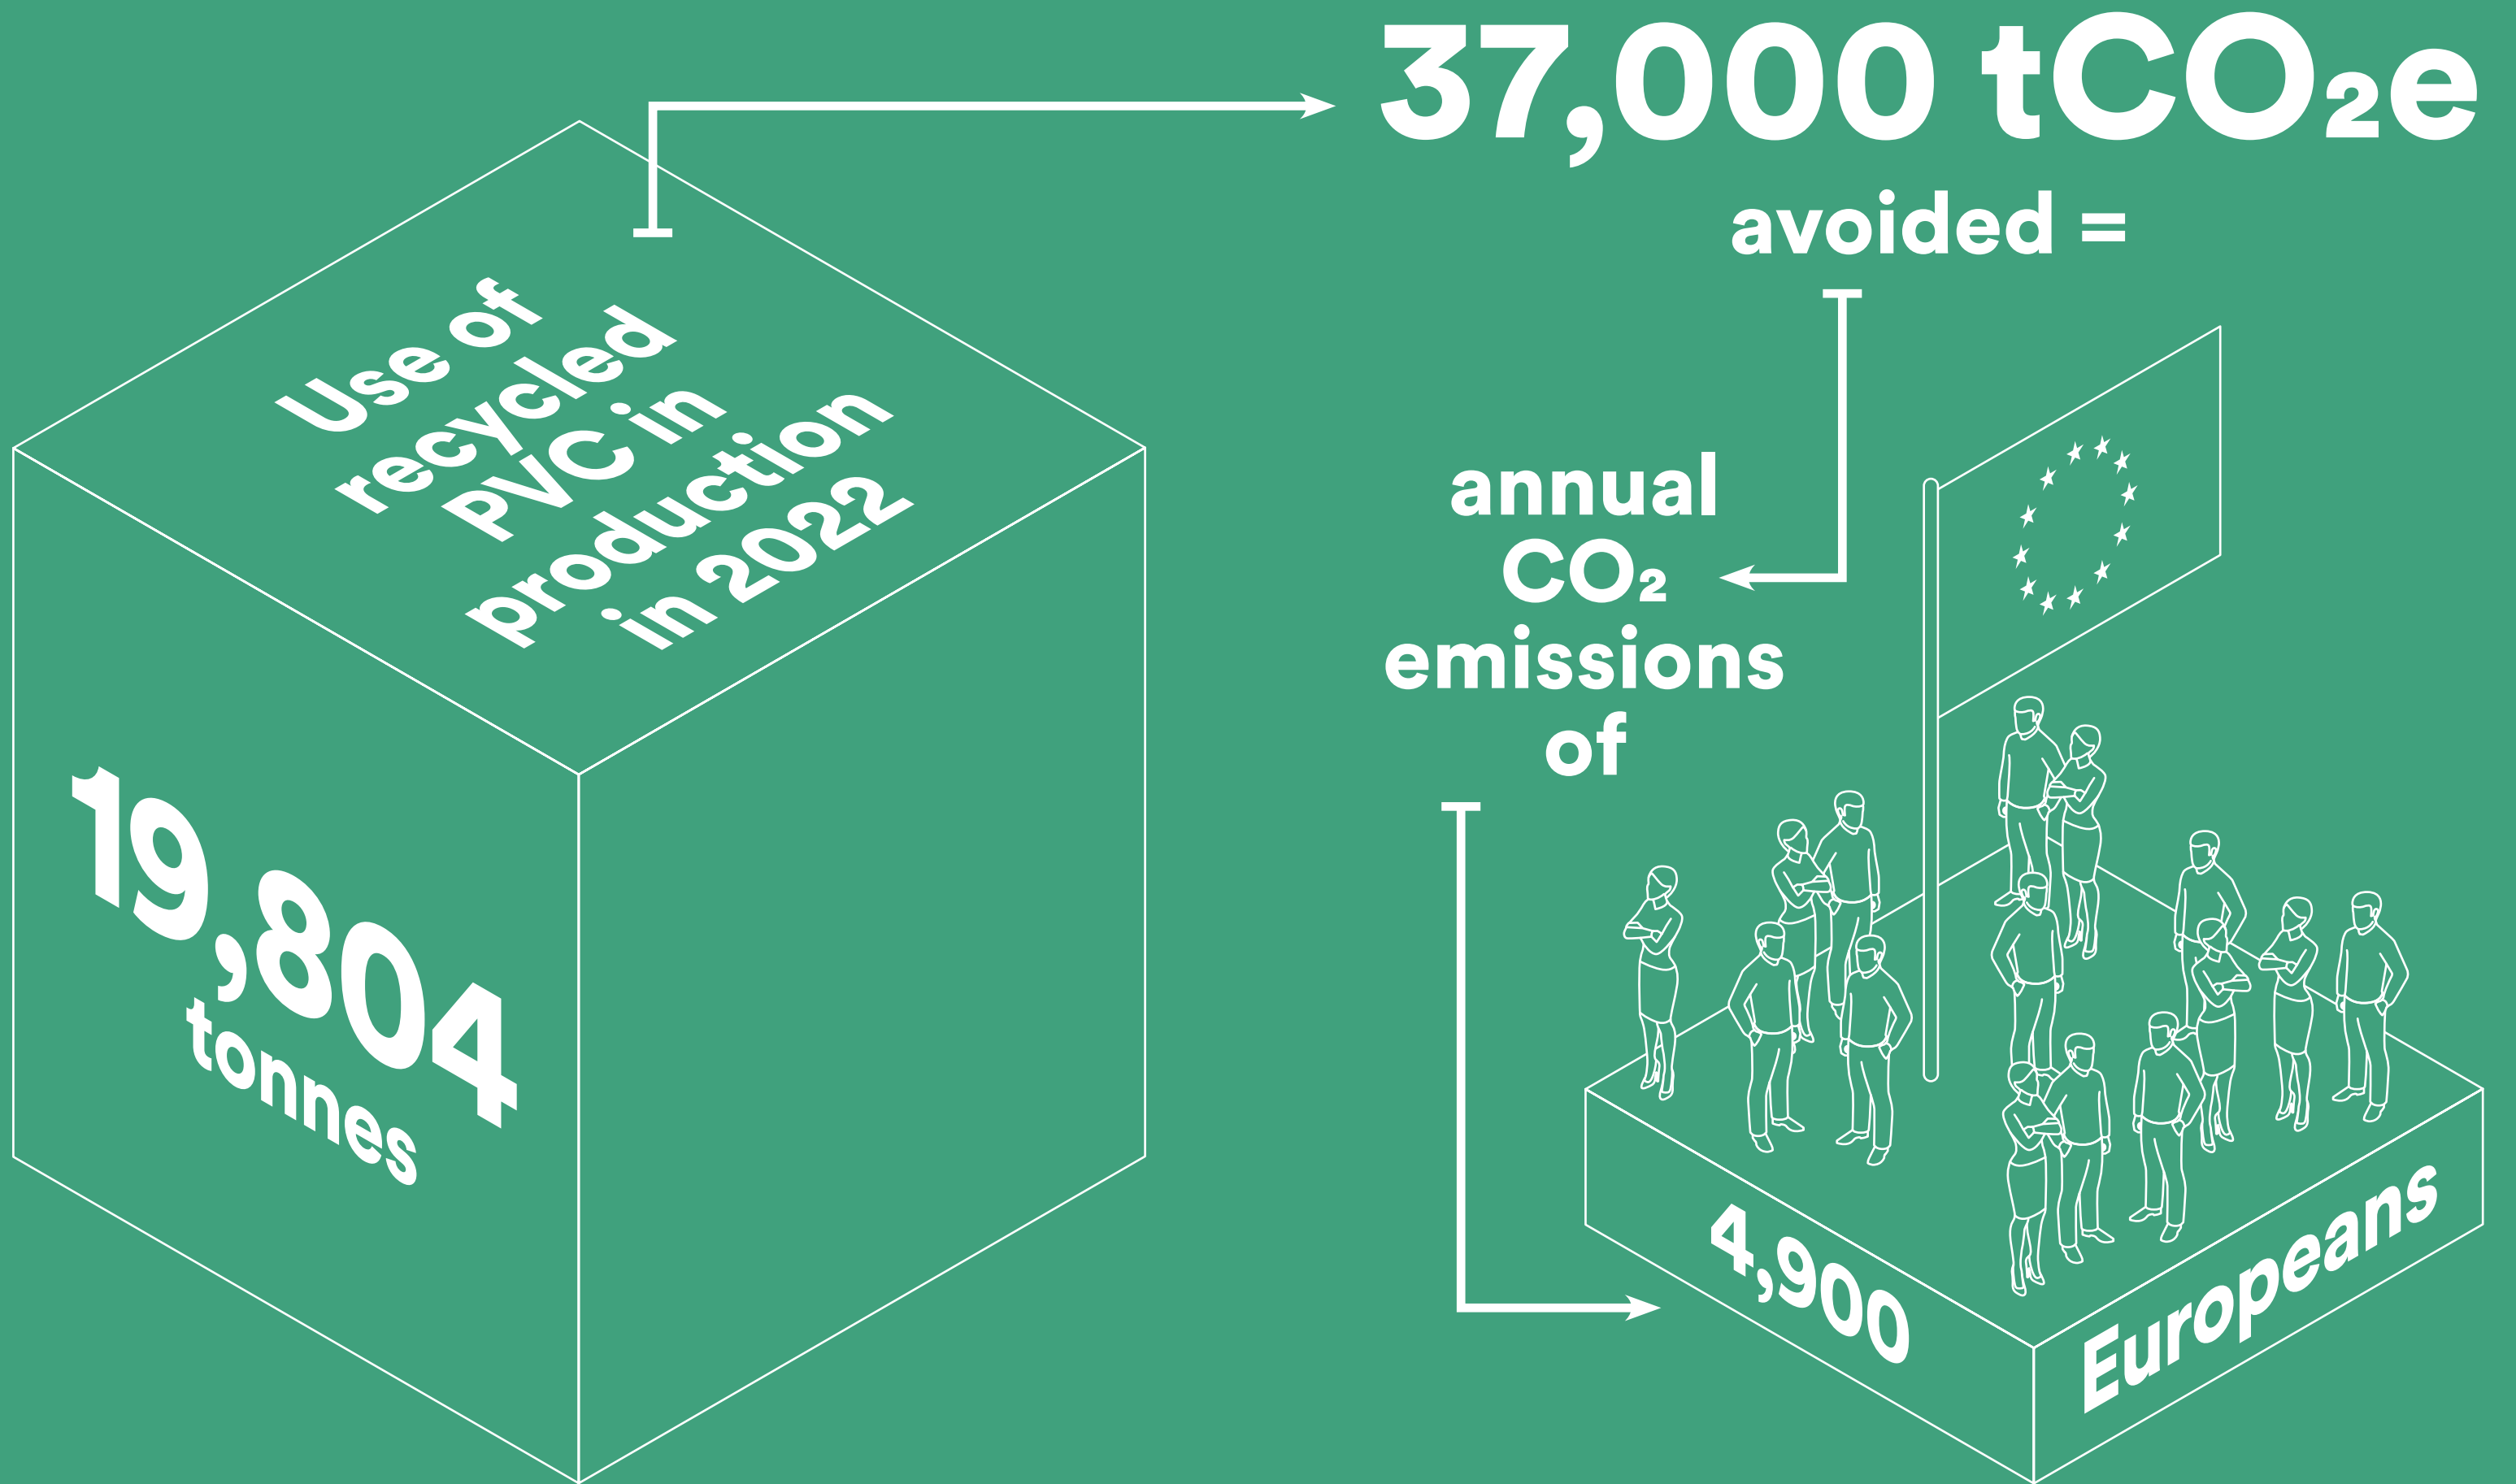 Use of
recycled
PVC in
production
in 2022
19,804
tonnes
37,000 tCO₂e
avoided =
annual
CO₂
emissions
of
4,900
Europeans